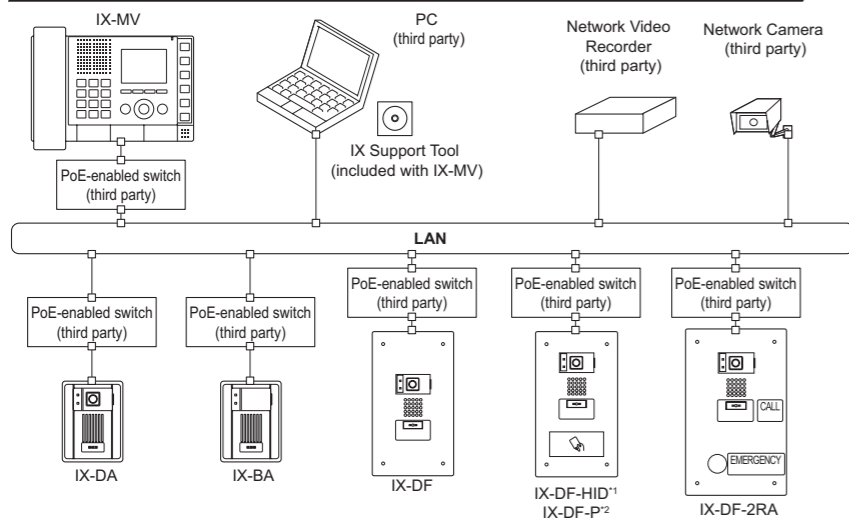 IX-MV
PC
(third party)
Network Video
Recorder
(third party)
Network Camera
(third party)
IX Support Tool
(included with IX-MV)
PoE-enabled switch
(third party)
LAN
PoE-enabled switch
(third party)
PoE-enabled switch
(third party)
PoE-enabled switch
(third party)
PoE-enabled switch
(third party)
PoE-enabled switch
(third party)
CALL
EMERGENCY
IX-DA
IX-BA
IX-DF
IX-DF-HID*1
IX-DF-P*2
IX-DF-2RA